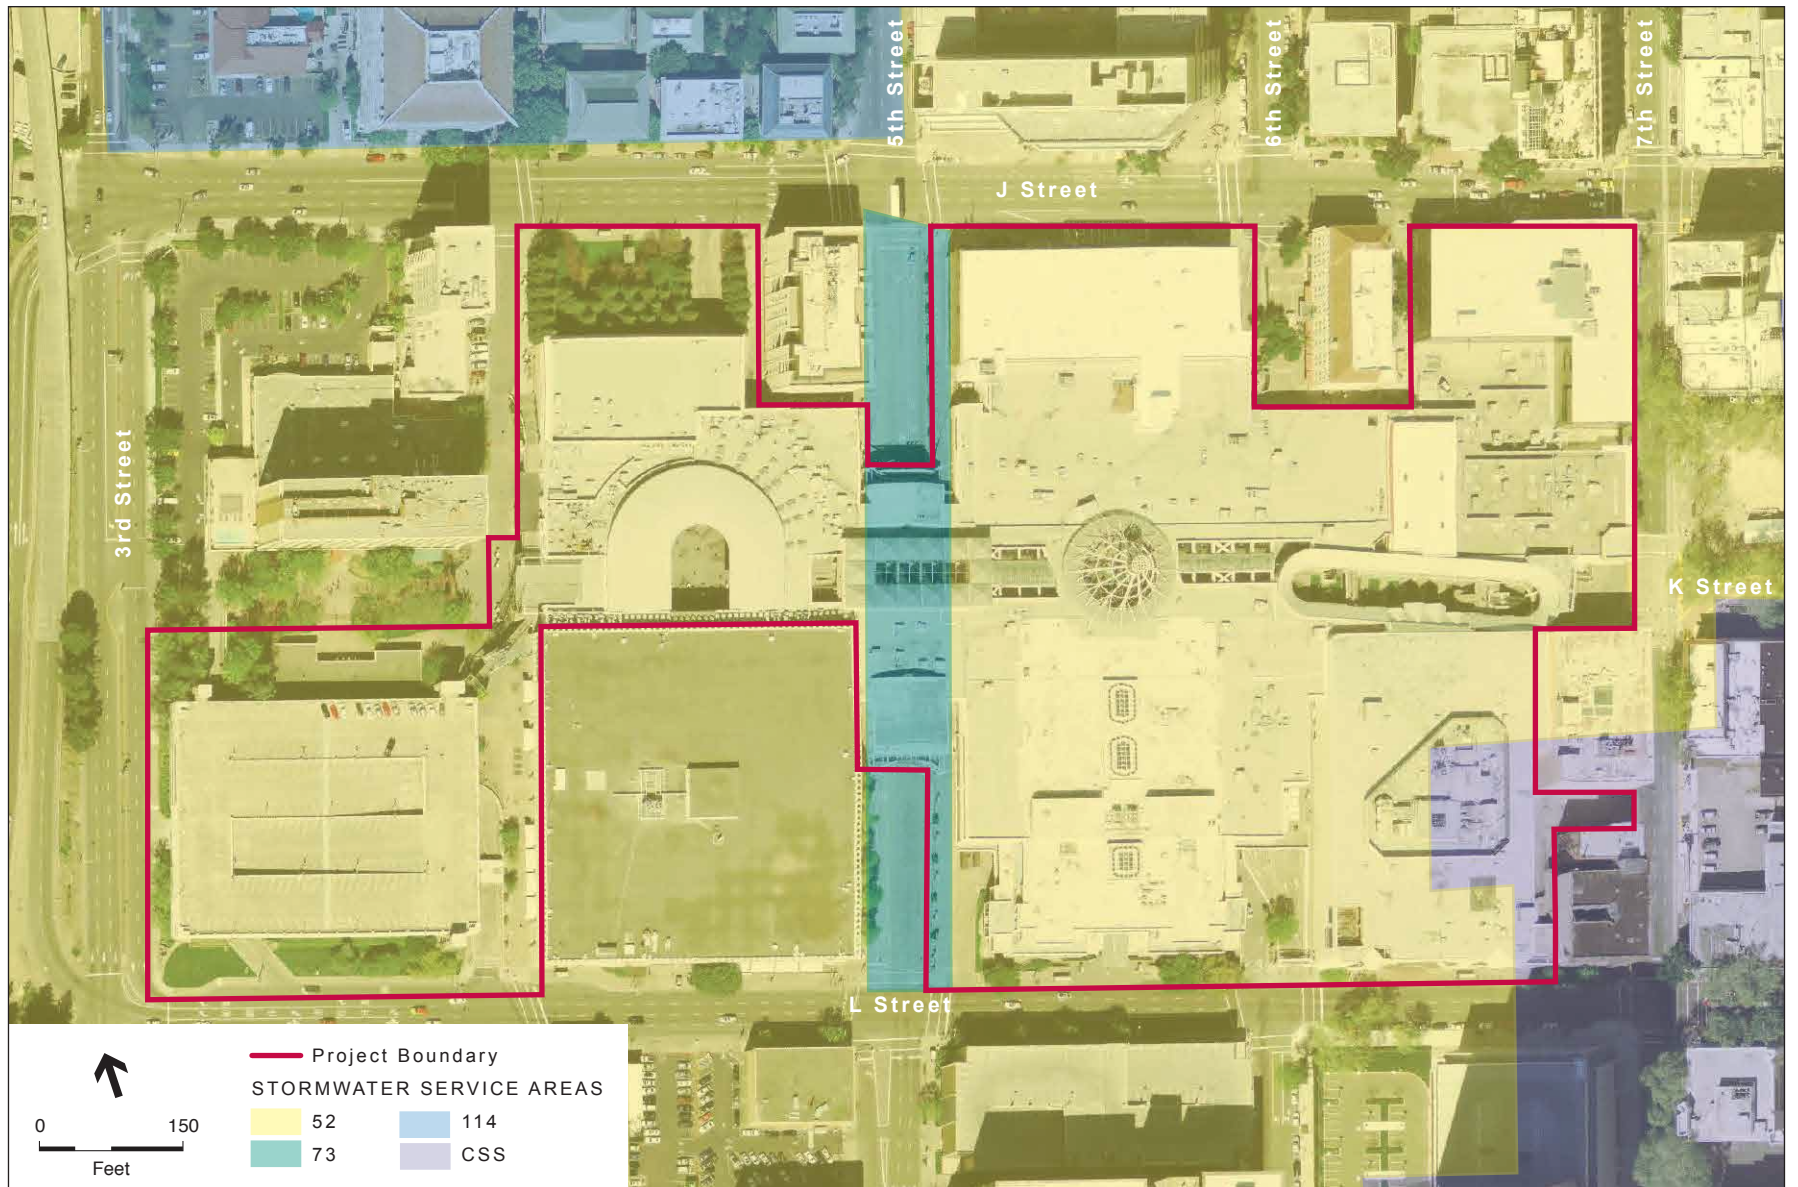 5th Street
6th Street
7th Street
J Street
3rd Street
K Street
L Street
Project Boundary
STORMWATER SERVICE AREAS
52
114
73
CSS
0 150
Feet